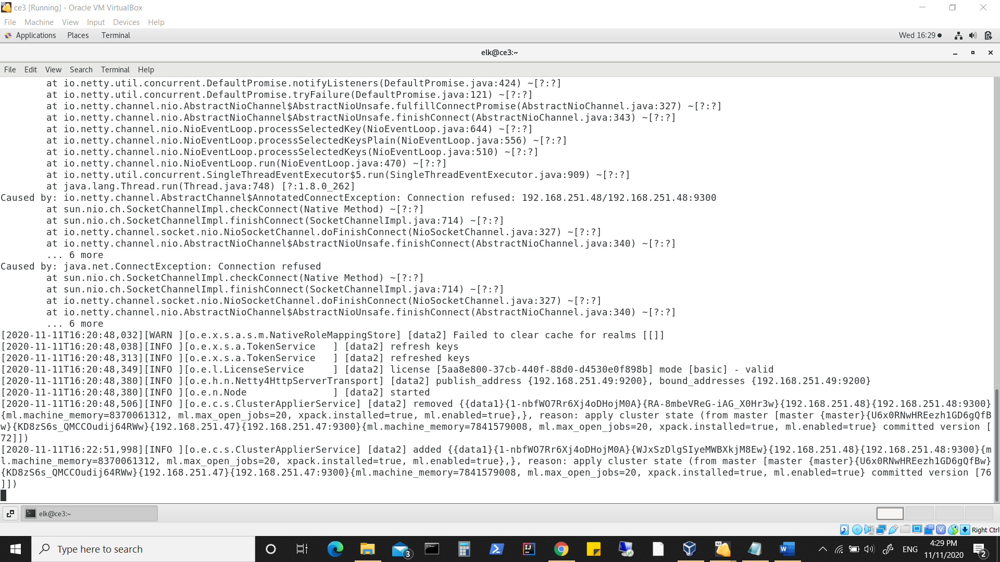 ce3 [Running] - Oracle VM VirtualBox
File Machine View Input Devices Help
Applications Places Terminal Wed 16:29
elk@ce3:~
File Edit View Search Terminal Help
at io.netty.util.concurrent.DefaultPromise.notifyListeners(DefaultPromise.java:424) ~[?:?]
at io.netty.util.concurrent.DefaultPromise.tryFailure(DefaultPromise.java:121) ~[?:?]
at io.netty.channel.nio.AbstractNioChannel$AbstractNioUnsafe.fulfillConnectPromise(AbstractNioChannel.java:327) ~[?:?]
at io.netty.channel.nio.AbstractNioChannel$AbstractNioUnsafe.finishConnect(AbstractNioChannel.java:343) ~[?:?]
at io.netty.channel.nio.NioEventLoop.processSelectedKey(NioEventLoop.java:644) ~[?:?]
at io.netty.channel.nio.NioEventLoop.processSelectedKeysPlain(NioEventLoop.java:556) ~[?:?]
at io.netty.channel.nio.NioEventLoop.processSelectedKeys(NioEventLoop.java:510) ~[?:?]
at io.netty.channel.nio.NioEventLoop.run(NioEventLoop.java:470) ~[?:?]
at io.netty.util.concurrent.SingleThreadEventExecutor$5.run(SingleThreadEventExecutor.java:909) ~[?:?]
at java.lang.Thread.run(Thread.java:748) [?:1.8.0_262]
Caused by: io.netty.channel.AbstractChannel$AnnotatedConnectException: Connection refused: 192.168.251.48/192.168.251.48:9300
at sun.nio.ch.SocketChannelImpl.checkConnect(Native Method) ~[?:?]
at sun.nio.ch.SocketChannelImpl.finishConnect(SocketChannelImpl.java:714) ~[?:?]
at io.netty.channel.socket.nio.NioSocketChannel.doFinishConnect(NioSocketChannel.java:327) ~[?:?]
at io.netty.channel.nio.AbstractNioChannel$AbstractNioUnsafe.finishConnect(AbstractNioChannel.java:340) ~[?:?]
... 6 more
Caused by: java.net.ConnectException: Connection refused
at sun.nio.ch.SocketChannelImpl.checkConnect(Native Method) ~[?:?]
at sun.nio.ch.SocketChannelImpl.finishConnect(SocketChannelImpl.java:714) ~[?:?]
at io.netty.channel.socket.nio.NioSocketChannel.doFinishConnect(NioSocketChannel.java:327) ~[?:?]
at io.netty.channel.nio.AbstractNioChannel$AbstractNioUnsafe.finishConnect(AbstractNioChannel.java:340) ~[?:?]
... 6 more
[2020-11-11T16:20:48,032][WARN ][o.e.x.s.a.s.m.NativeRoleMappingStore] [data2] Failed to clear cache for realms [[]]
[2020-11-11T16:20:48,038][INFO ][o.e.x.s.a.TokenService   ] [data2] refresh keys
[2020-11-11T16:20:48,313][INFO ][o.e.x.s.a.TokenService   ] [data2] refreshed keys
[2020-11-11T16:20:48,349][INFO ][o.e.l.LicenseService     ] [data2] license [5aa8e800-37cb-440f-88d0-d4530e0f898b] mode [basic] - valid
[2020-11-11T16:20:48,380][INFO ][o.e.h.n.Netty4HttpServerTransport] [data2] publish_address {192.168.251.49:9200}, bound_addresses {192.168.251.49:9200}
[2020-11-11T16:20:48,380][INFO ][o.e.n.Node               ] [data2] started
[2020-11-11T16:20:48,506][INFO ][o.e.c.s.ClusterApplierService] [data2] removed {{data1}{1-nbfWO7Rr6Xj4oDHojM0A}{RA-8mbeVReG-iAG_X0Hr3w}{192.168.251.48}{192.168.251.48:9300}
{ml.machine_memory=8370061312, ml.max_open_jobs=20, xpack.installed=true, ml.enabled=true},}, reason: apply cluster state (from master [master {master}{U6x0RNwHREezh1GD6gQfB
w}{KD8zS6s_QMCCOudij64RWw}{192.168.251.47}{192.168.251.47:9300}{ml.machine_memory=7841579008, ml.max_open_jobs=20, xpack.installed=true, ml.enabled=true} committed version [
72]])
[2020-11-11T16:22:51,998][INFO ][o.e.c.s.ClusterApplierService] [data2] added {{data1}{1-nbfWO7Rr6Xj4oDHojM0A}{WJxSzDlgSIyeMWBXkjM8Ew}{192.168.251.48}{192.168.251.48:9300}{m
l.machine_memory=8370061312, ml.max_open_jobs=20, xpack.installed=true, ml.enabled=true},}, reason: apply cluster state (from master [master {master}{U6x0RNwHREezh1GD6gQfBw}
{KD8zS6s_QMCCOudij64RWw}{192.168.251.47}{192.168.251.47:9300}{ml.machine_memory=7841579008, ml.max_open_jobs=20, xpack.installed=true, ml.enabled=true} committed version [76
]])
elk@ce3:~
Right Ctrl
Type here to search
3
ENG
4:29 PM
11/11/2020
2